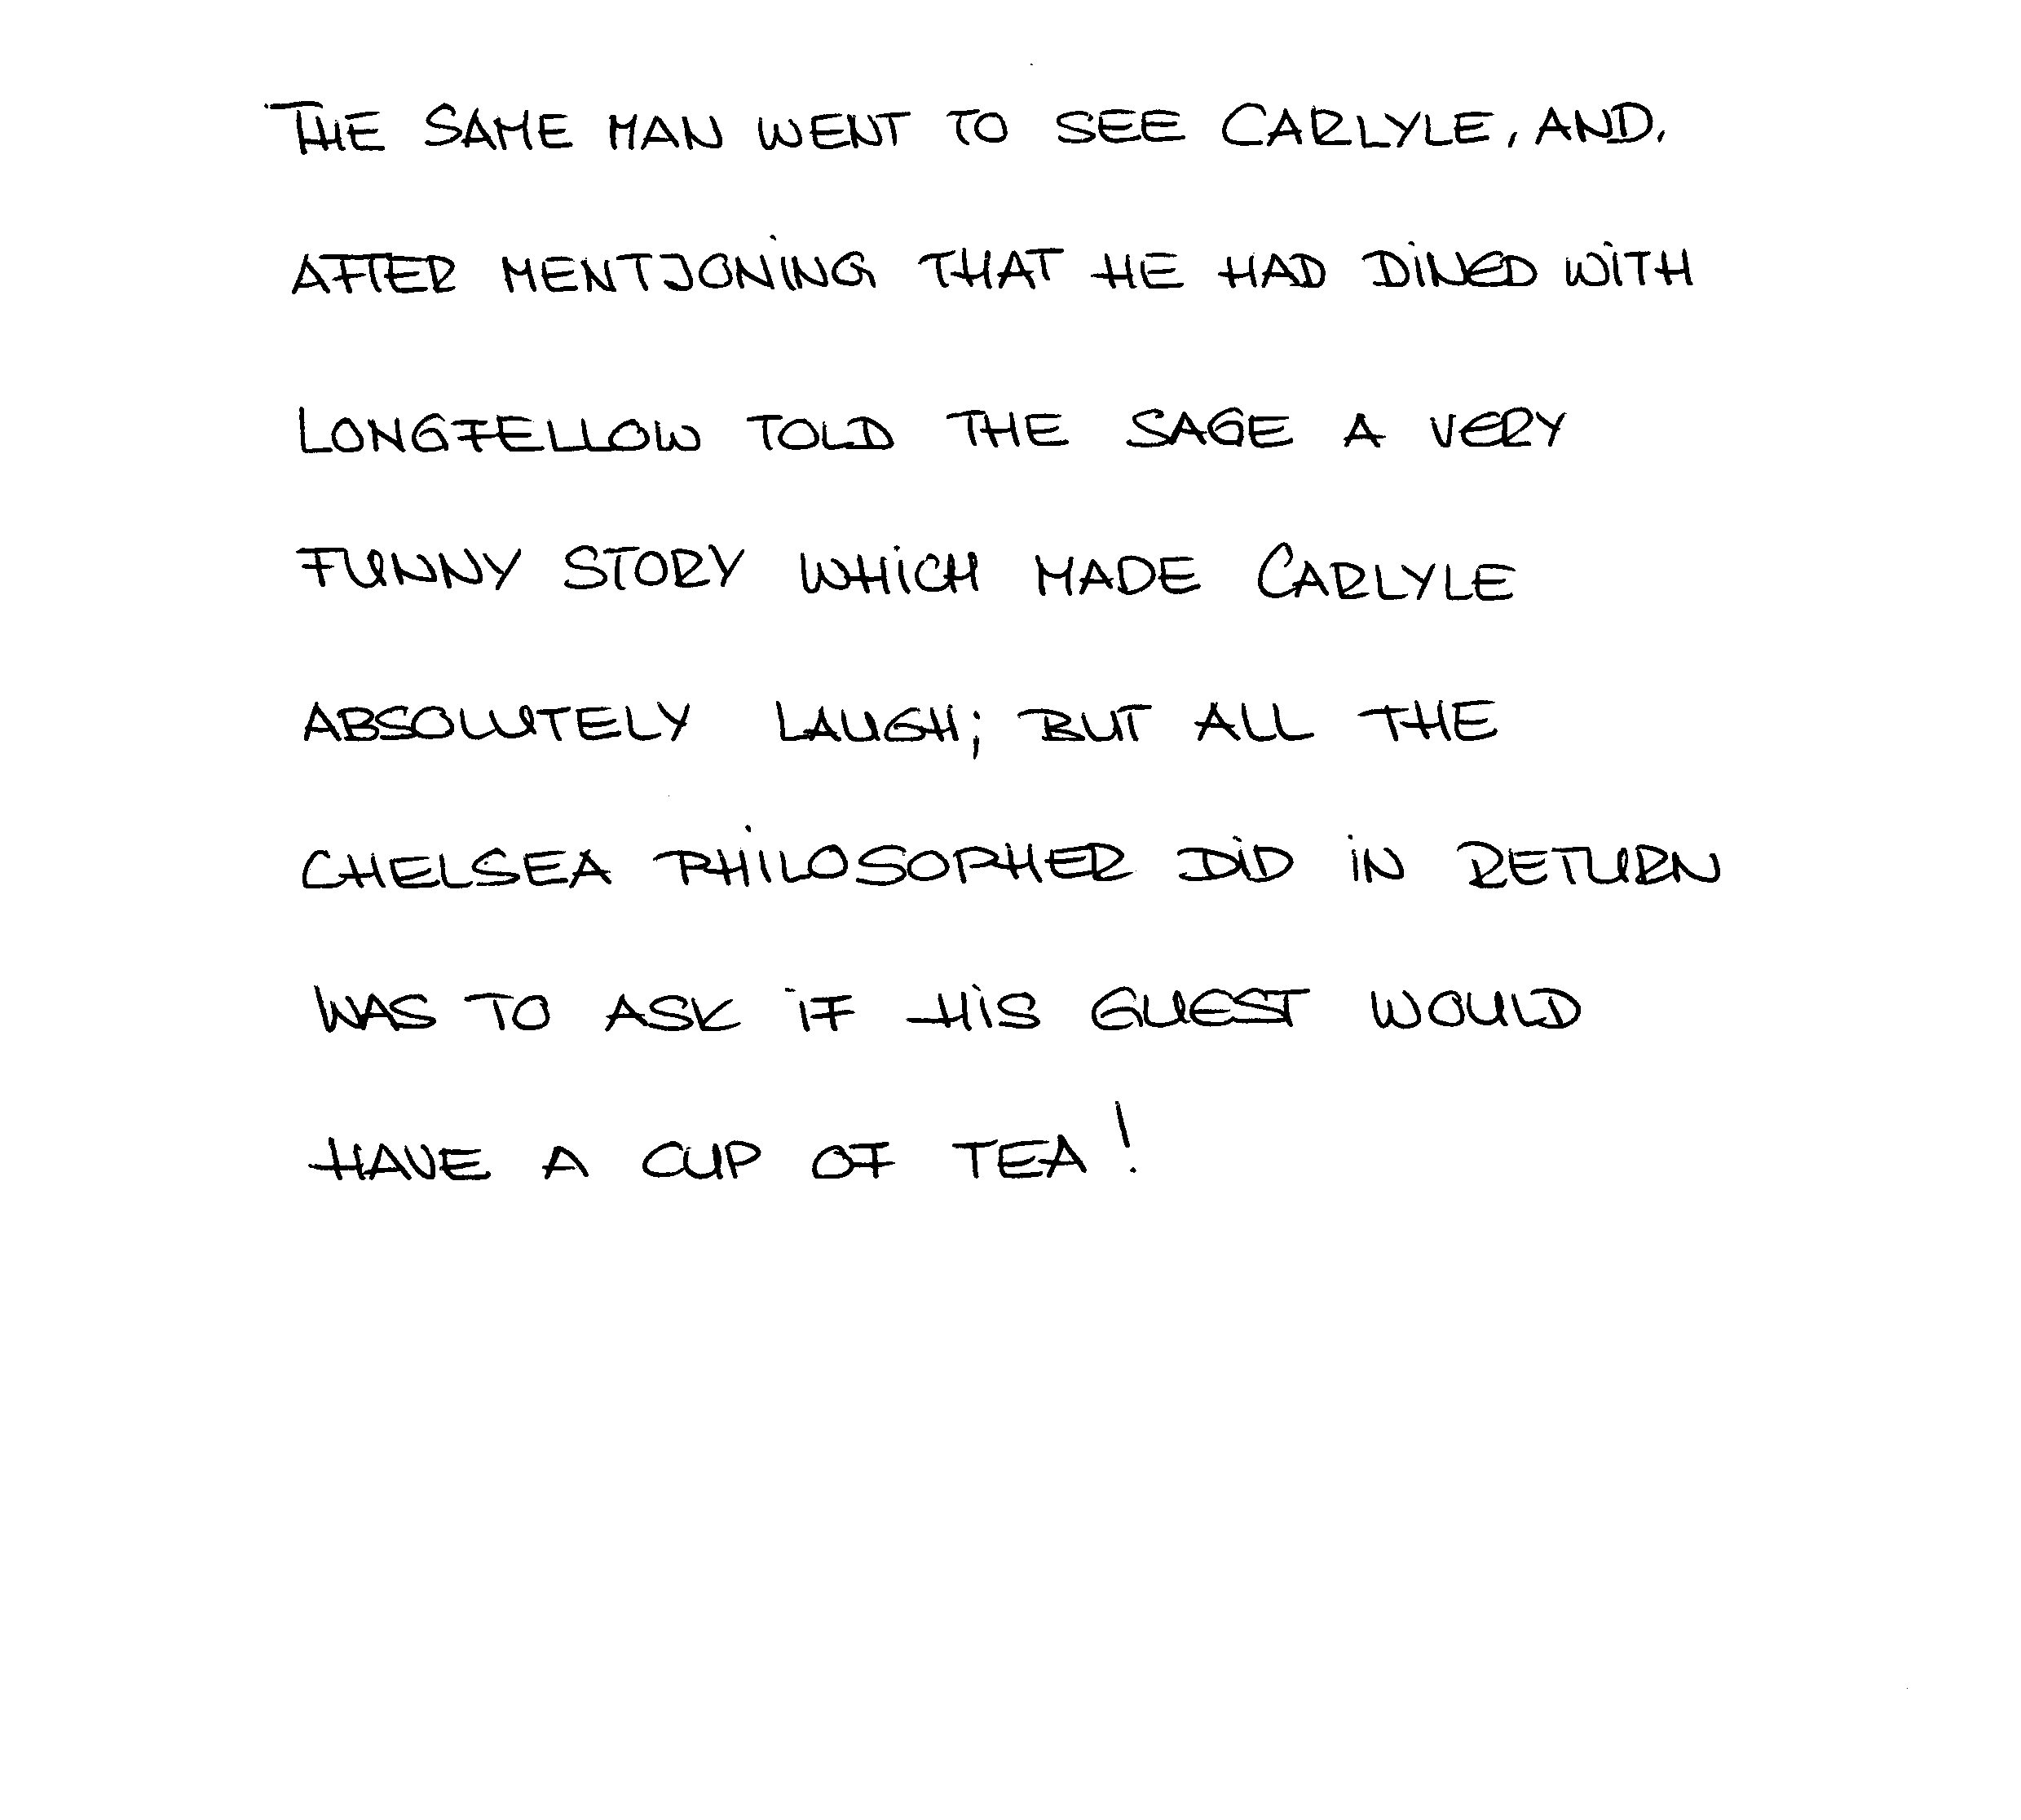 THE SAME MAN WENT TO SEE CARLYLE, AND,
AFTER MENTIONING THAT HE HAD DINED WITH
LONGFELLOW TOLD THE SAGE A VERY
FUNNY STORY WHICH MADE CARLYLE
ABSOLUTELY LAUGH; BUT ALL THE
CHELSEA PHILOSOPHER DID IN RETURN
WAS TO ASK IF HIS GUEST WOULD
HAVE A CUP OF TEA!